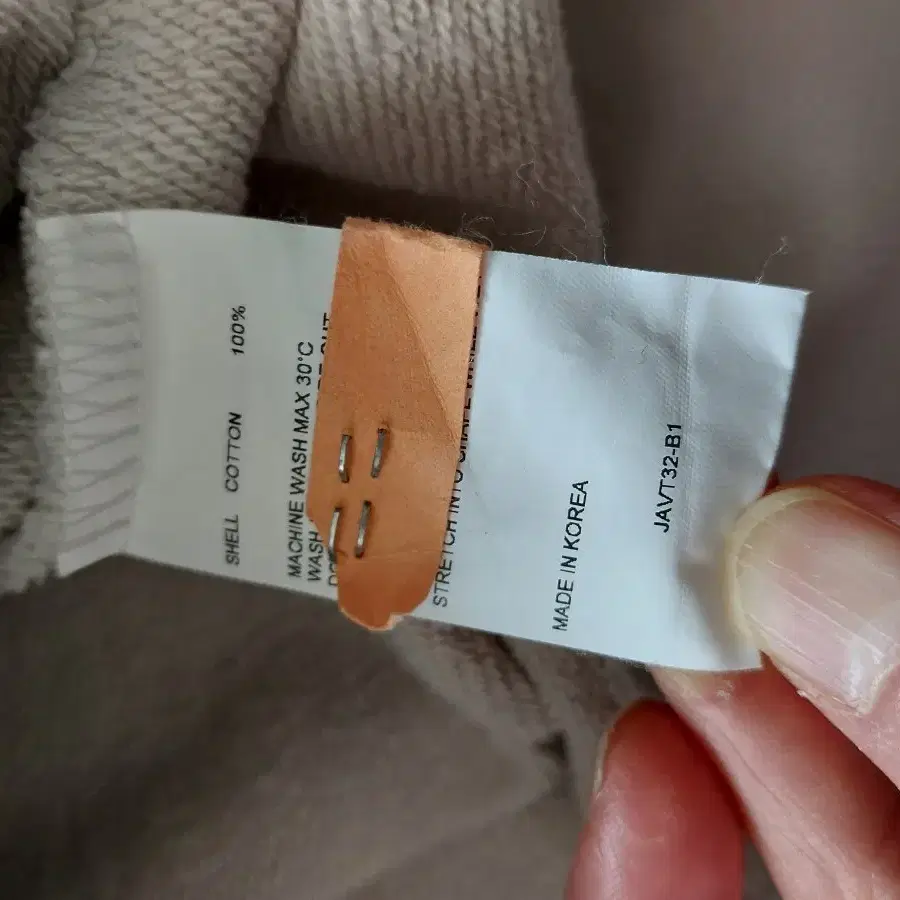 SHELL COTTON 100%
MACHINE WASH MAX 30°C
WASH
STRETCH INTO SHAPE
MADE IN KOREA
JAVT32-B1